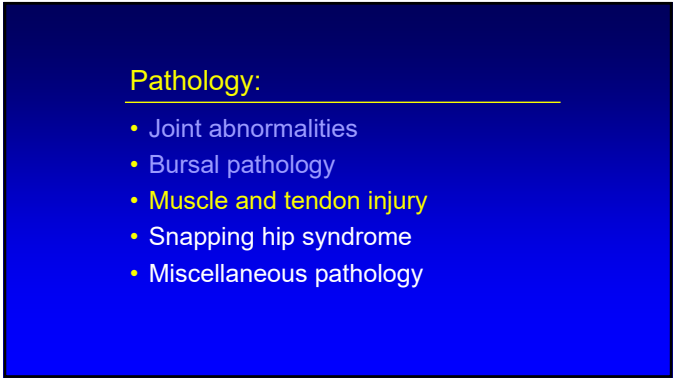 Pathology:
• Joint abnormalities
• Bursal pathology
• Muscle and tendon injury
• Snapping hip syndrome
• Miscellaneous pathology